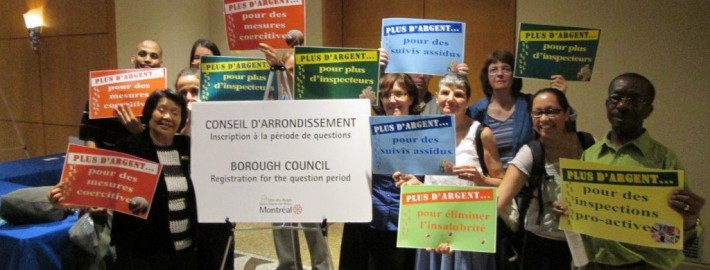 PLUS D'ARGENT...
pour des
mesures
coercitives
PLUS D'ARGENT...
pour des
mesures
coercitives
PLUS D'ARGENT...
pour plus
d'inspecteurs
PLUS D'ARGENT...
pour des
suivis assidus
PLUS D'ARGENT...
pour plus
d'inspecteurs
PLUS D'ARGENT...
pour des
mesures
coercitives
CONSEIL D'ARRONDISSEMENT
Inscription à la période de questions
BOROUGH COUNCIL
Registration for the question period
Montréal
PLUS D'ARGENT...
pour plus d'inspecteurs
PLUS D'ARGENT...
pour des
suivis assidus
PLUS D'ARGENT...
pour éliminer
l'insalubrité
PLUS D'ARGENT...
pour des
inspections
pro-actives